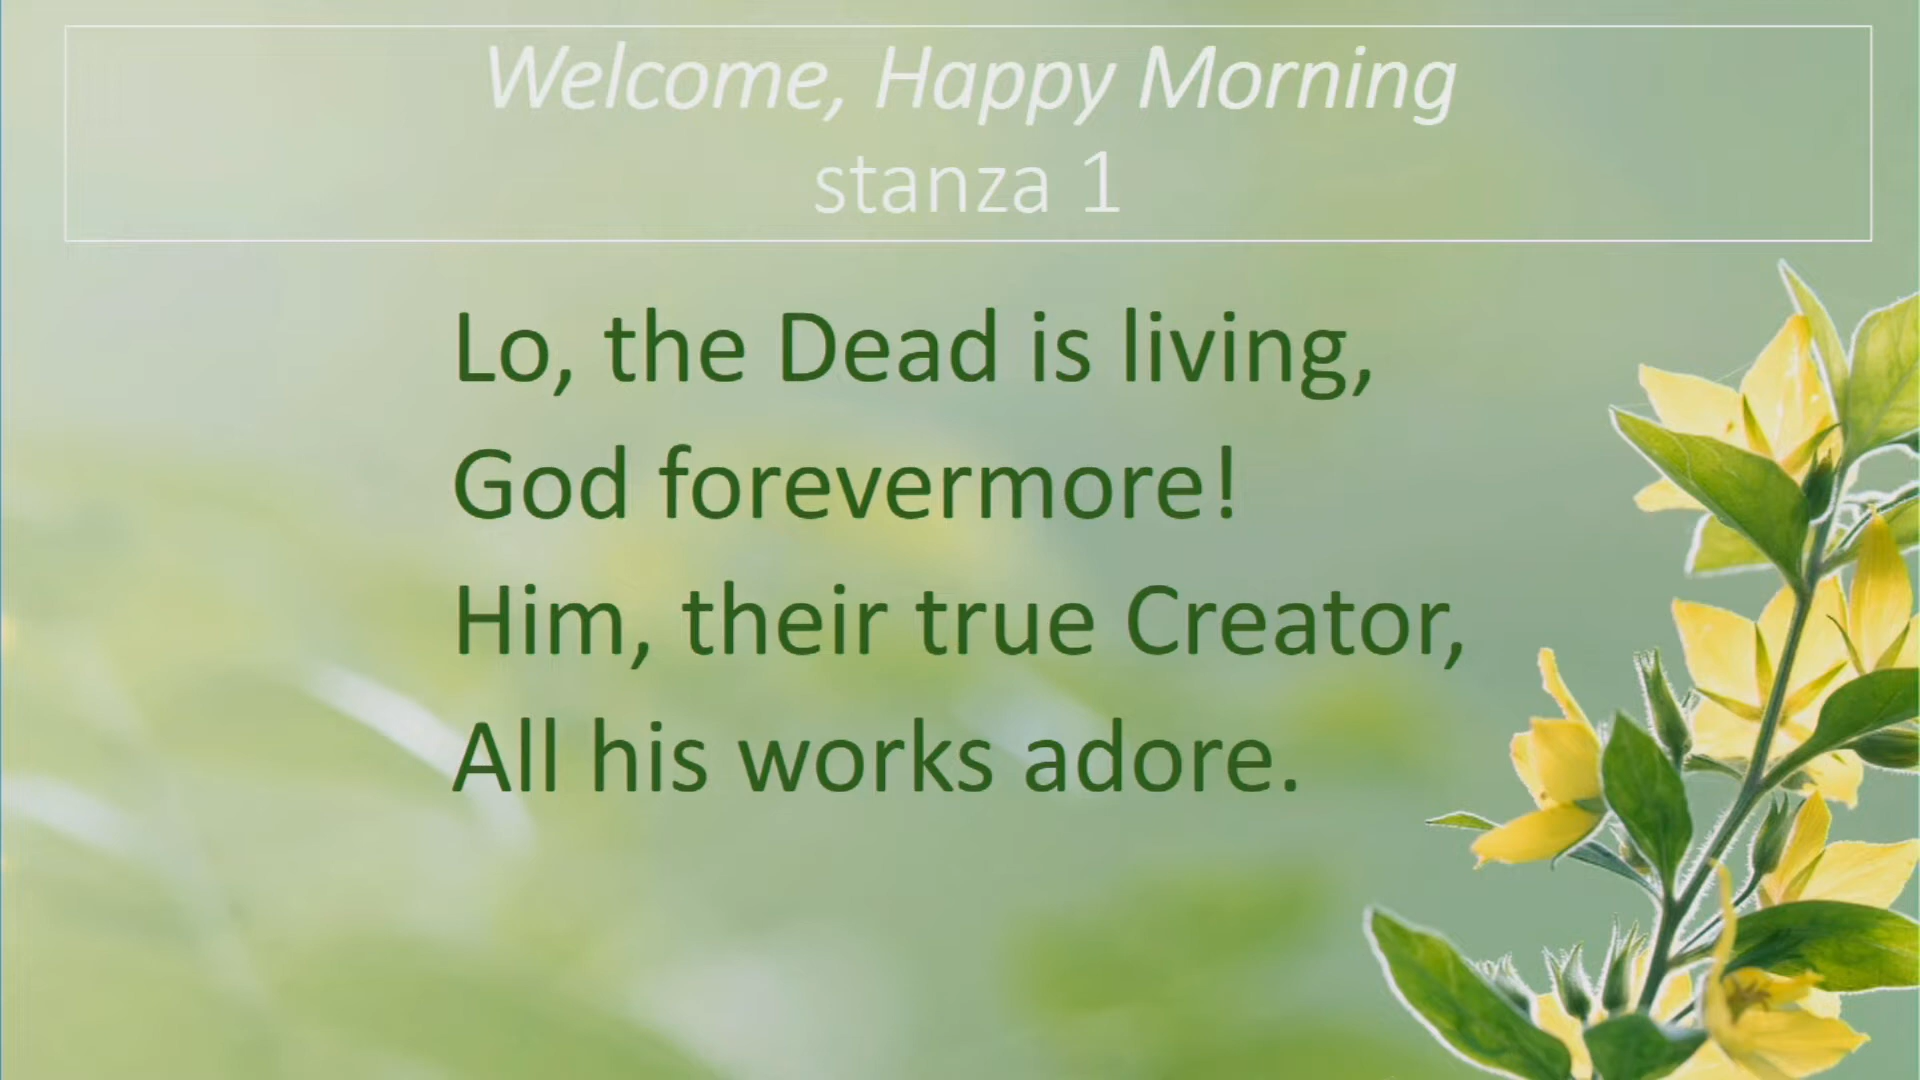 Welcome, Happy Morning
stanza 1
Lo, the Dead is living,
God forevermore!
Him, their true Creator,
All his works adore.